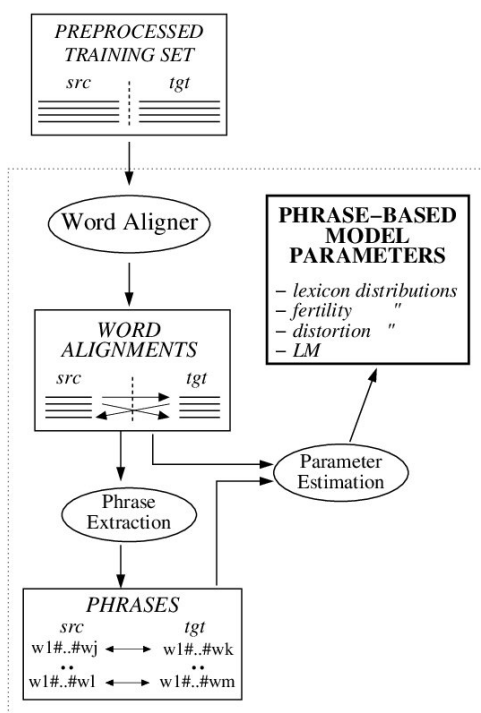 PREPROCESSED
TRAINING SET
src tgt
Word Aligner
PHRASE-BASED
MODEL
PARAMETERS
- lexicon distributions
- fertility "
- distortion "
- LM
WORD
ALIGNMENTS
src tgt
Parameter
Estimation
Phrase
Extraction
PHRASES
src tgt
w1#..#wj w1#..#wk
.. ..
w1#..#wl w1#..#wm